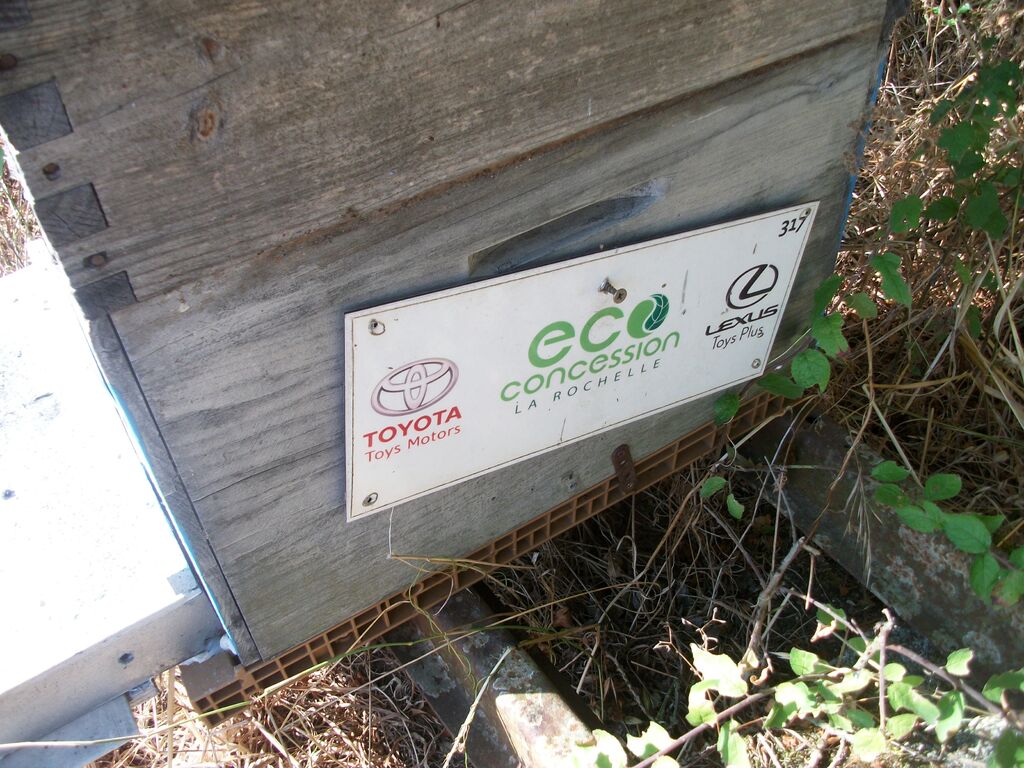 317
TOYOTA
Toys Motors
eco
concession
LA ROCHELLE
LEXUS
Toys Plus